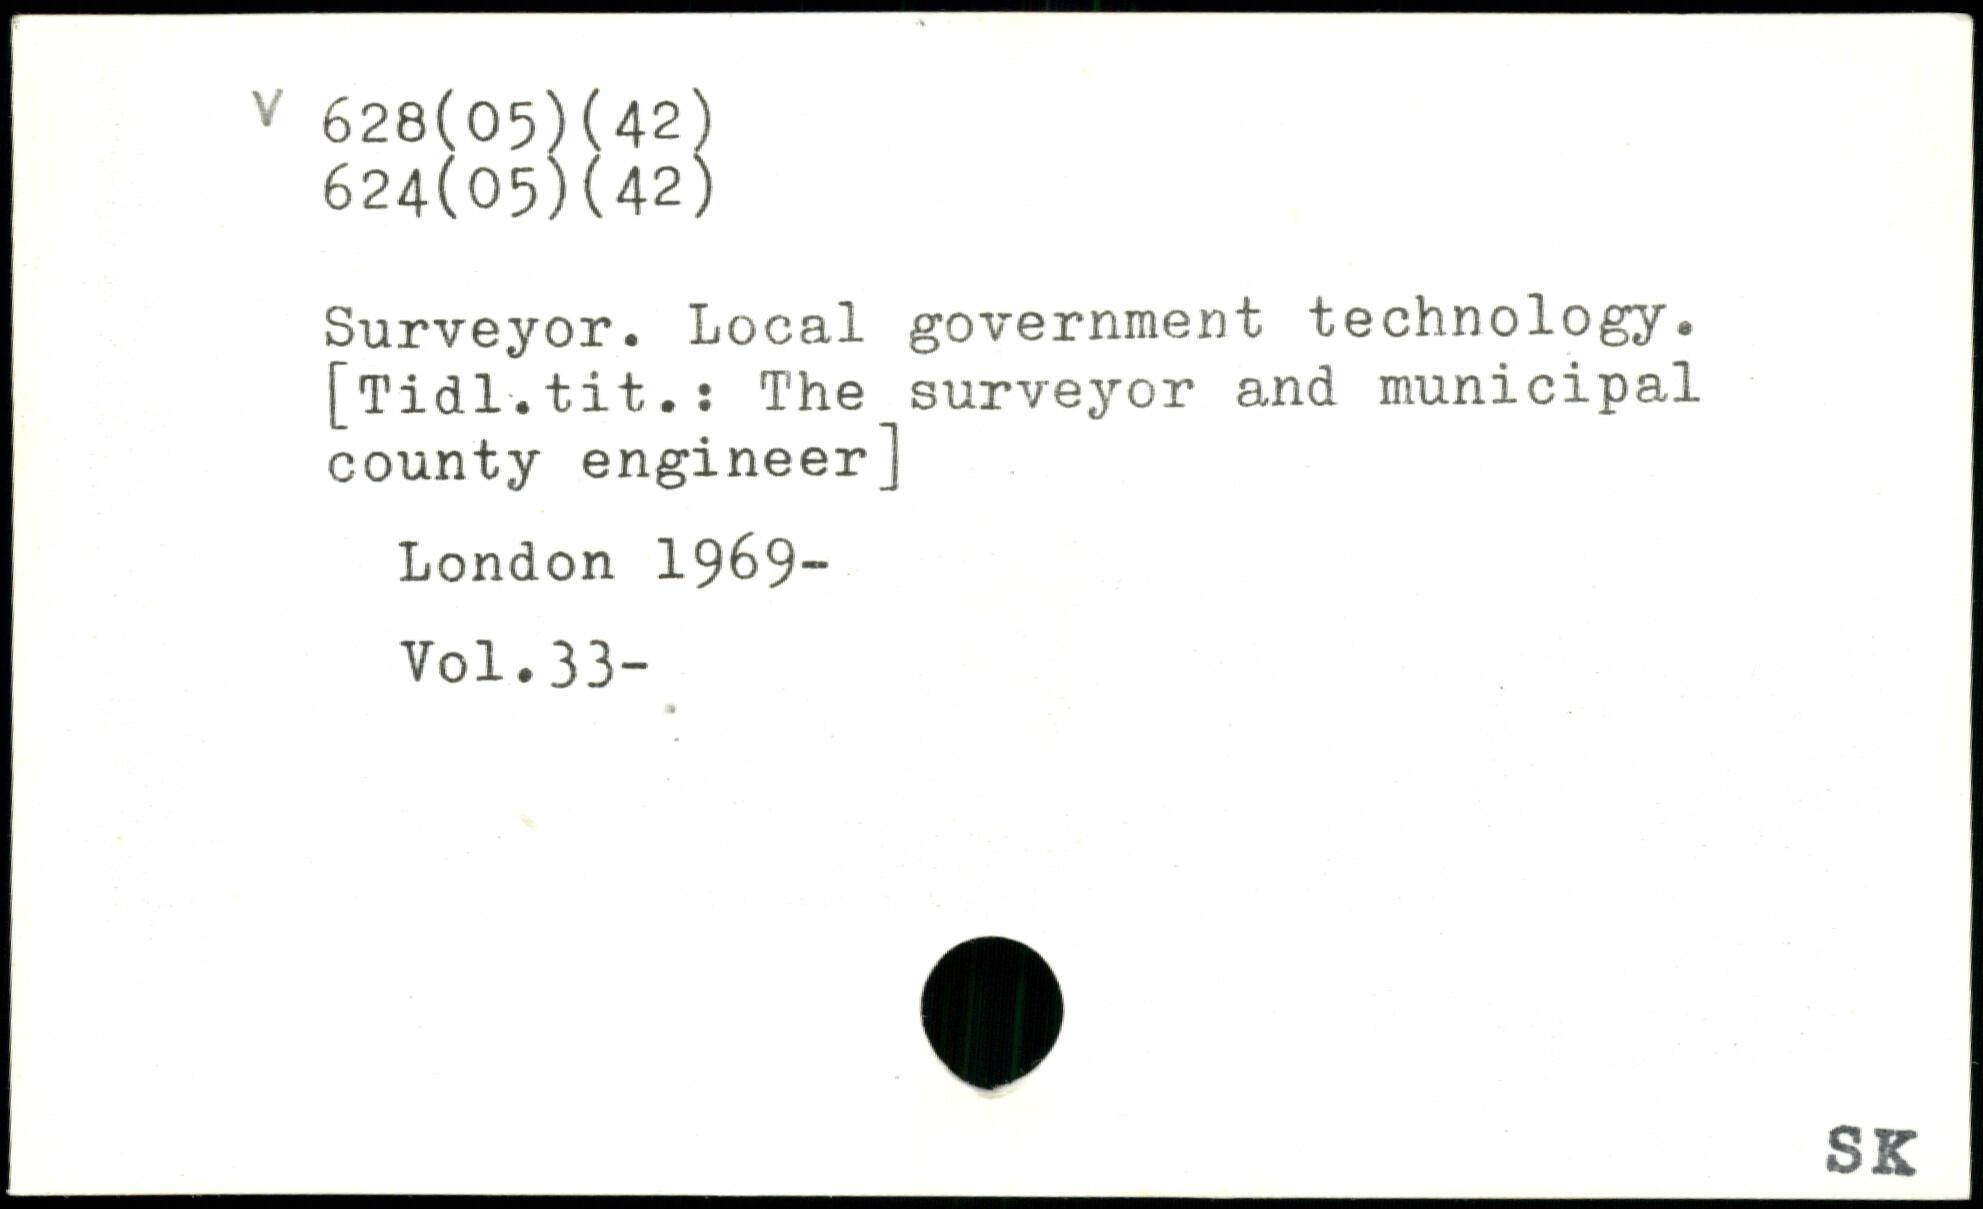 V 628(05)(42)
624(05)(42)
Surveyor. Local government technology.
[Tidl.tit.: The surveyor and municipal
county engineer]
London 1969-
Vol.33-
SK